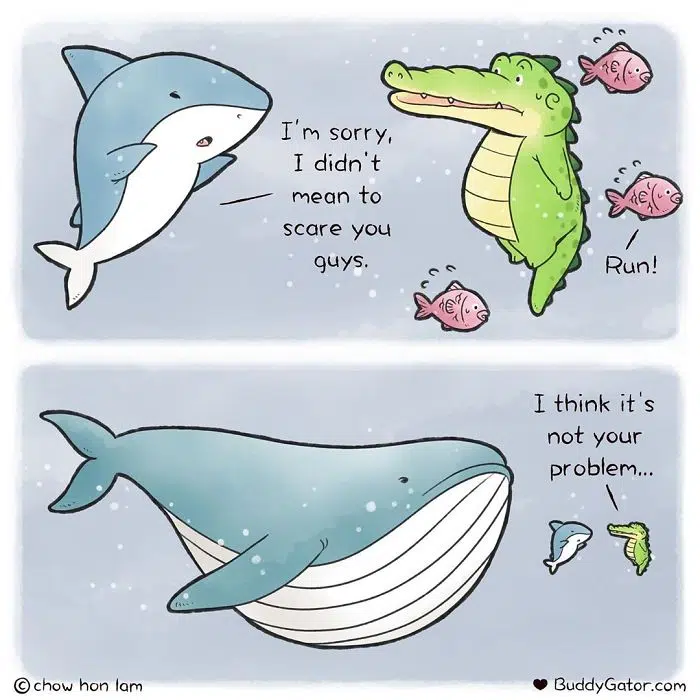 I'm sorry,
I didn't
mean to
scare you
guys.
Run!
I think it's
not your
problem...
© chow hon lam
♥ BuddyGator.com